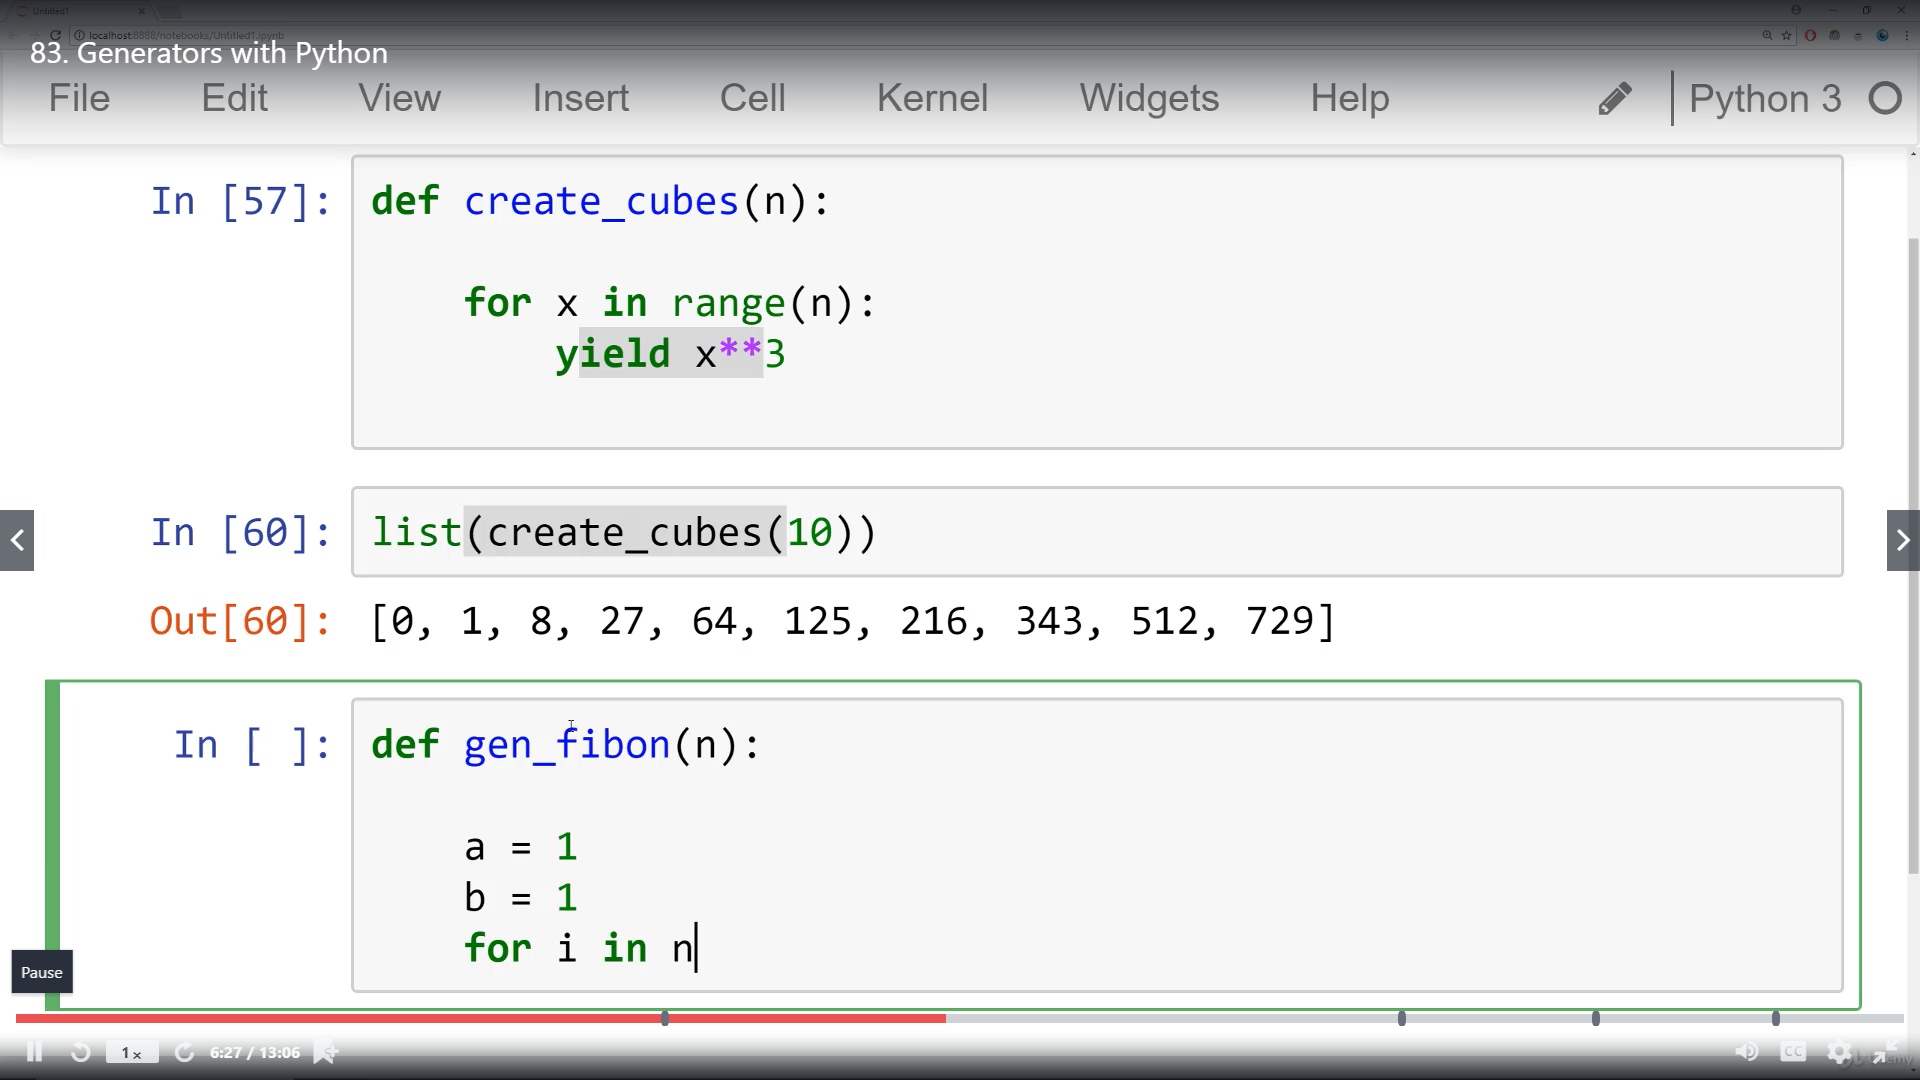 Untitled1
localhost:8888/notebooks/Untitled1.ipynb
83. Generators with Python
File Edit View Insert Cell Kernel Widgets Help Python 3
In [57]: def create_cubes(n):
for x in range(n):
yield x**3
In [60]: list(create_cubes(10))
Out[60]: [0, 1, 8, 27, 64, 125, 216, 343, 512, 729]
In [ ]: def gen_fibon(n):
a = 1
b = 1
for i in n
Pause
1x 6:27 / 13:06 CC